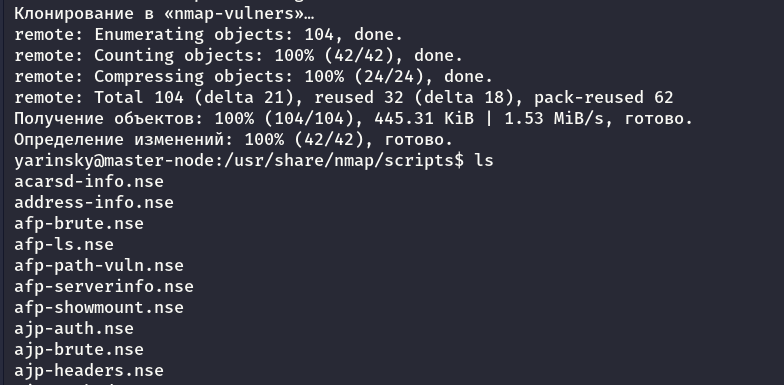 Клонирование в «nmap-vulners»…
remote: Enumerating objects: 104, done.
remote: Counting objects: 100% (42/42), done.
remote: Compressing objects: 100% (24/24), done.
remote: Total 104 (delta 21), reused 32 (delta 18), pack-reused 62
Получение объектов: 100% (104/104), 445.31 KiB | 1.53 MiB/s, готово.
Определение изменений: 100% (42/42), готово.
yarinsky@master-node:/usr/share/nmap/scripts$ ls
acarsd-info.nse
address-info.nse
afp-brute.nse
afp-ls.nse
afp-path-vuln.nse
afp-serverinfo.nse
afp-showmount.nse
ajp-auth.nse
ajp-brute.nse
ajp-headers.nse